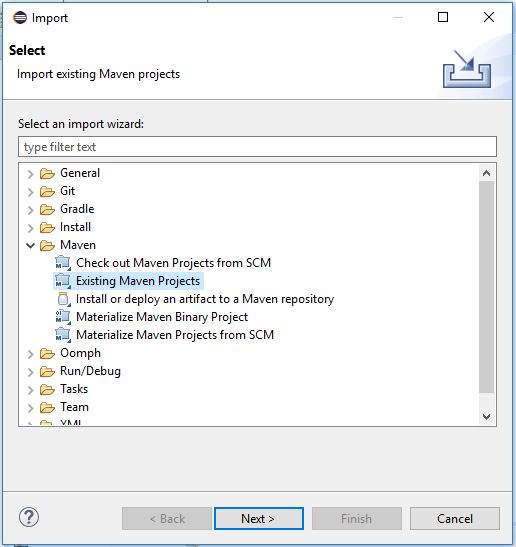 Import
Select
Import existing Maven projects
Select an import wizard:
type filter text
General
Git
Gradle
Install
Maven
Check out Maven Projects from SCM
Existing Maven Projects
Install or deploy an artifact to a Maven repository
Materialize Maven Binary Project
Materialize Maven Projects from SCM
Oomph
Run/Debug
Tasks
Team
XML
? < Back Next > Finish Cancel